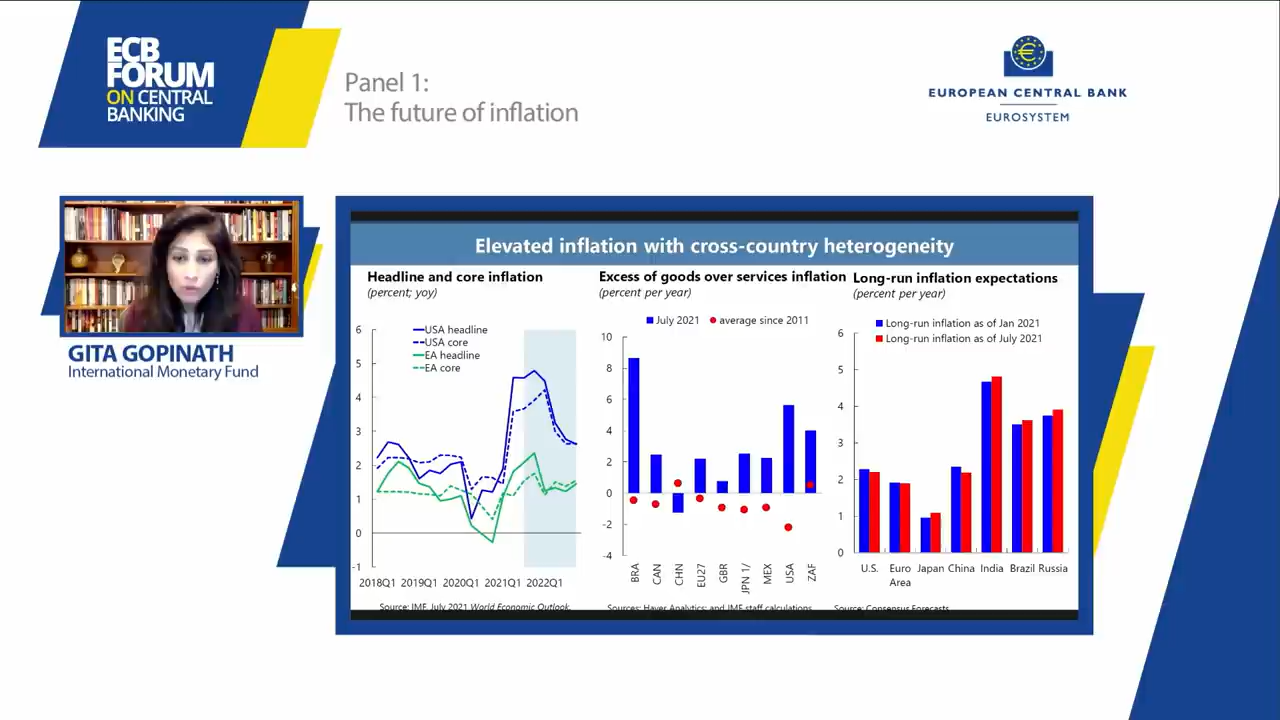 ECB
FORUM
ON CENTRAL
BANKING
Panel 1:
The future of inflation
EUROPEAN CENTRAL BANK
EUROSYSTEM
GITA GOPINATH
International Monetary Fund
Elevated inflation with cross-country heterogeneity
Headline and core inflation
(percent; yoy)
USA headline
USA core
EA headline
EA core
6
5
4
3
2
1
0
-1
2018Q1 2019Q1 2020Q1 2021Q1 2022Q1
Source: IMF, July 2021 World Economic Outlook.
Excess of goods over services inflation
(percent per year)
July 2021 average since 2011
10
8
6
4
2
0
-2
-4
BRA CAN CHN EU27 GBR JPN 1/ MEX USA ZAF
Sources: Haver Analytics; and IMF staff calculations
Long-run inflation expectations
(percent per year)
Long-run inflation as of Jan 2021
Long-run inflation as of July 2021
6
5
4
3
2
1
0
U.S. Euro Japan China India Brazil Russia
Area
Source: Consensus Forecasts